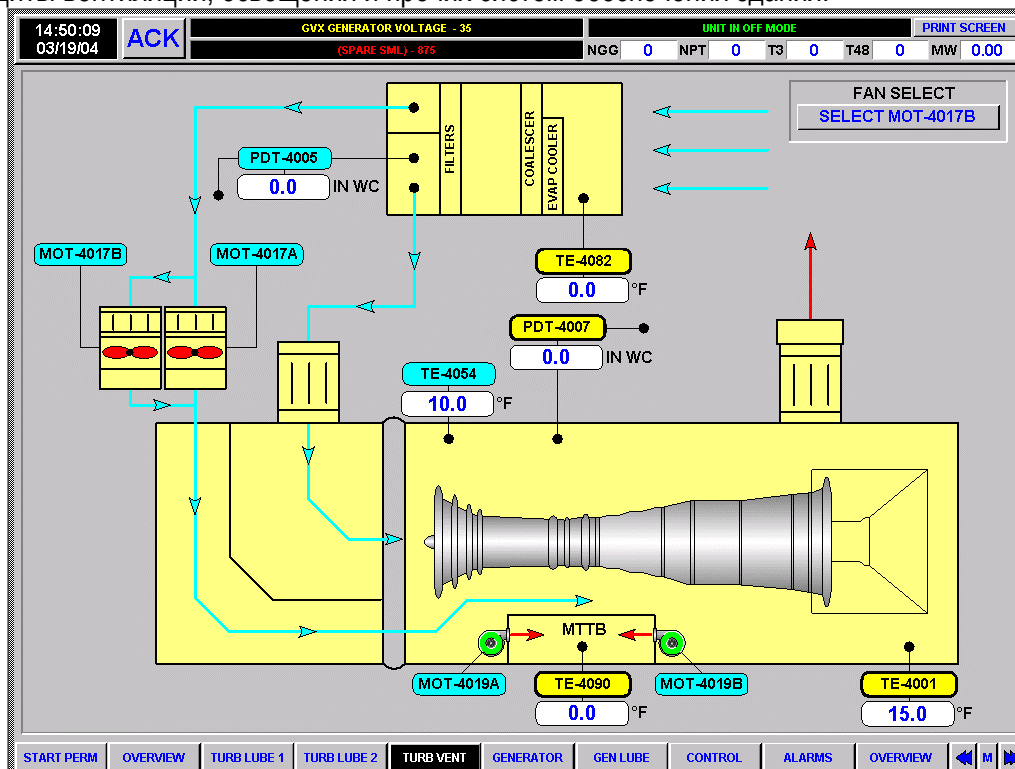 14:50:09
03/19/04
ACK
GVX GENERATOR VOLTAGE - 35
(SPARE SML) - 875
UNIT IN OFF MODE
PRINT SCREEN
NGG 0 NPT 0 T3 0 T48 0 MW 0.00
FAN SELECT
SELECT MOT-4017B
FILTERS
COALESCER
EVAP COOLER
PDT-4005
0.0 IN WC
MOT-4017B
MOT-4017A
TE-4082
0.0 °F
PDT-4007
0.0 IN WC
TE-4054
10.0 °F
MTTB
MOT-4019A
TE-4090
0.0 °F
MOT-4019B
TE-4001
15.0 °F
START PERM
OVERVIEW
TURB LUBE 1
TURB LUBE 2
TURB VENT
GENERATOR
GEN LUBE
CONTROL
ALARMS
OVERVIEW
M